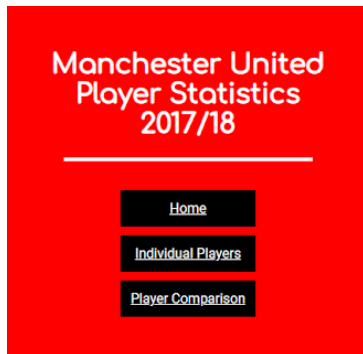 Manchester United
Player Statistics
2017/18
Home
Individual Players
Player Comparison